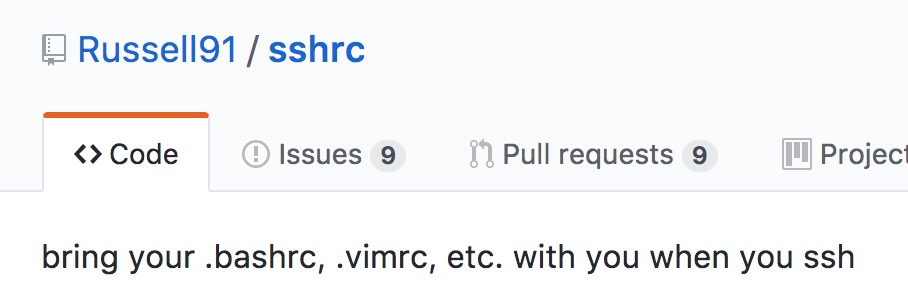 Russell91 / sshrc
Code Issues 9 Pull requests 9 Project
bring your .bashrc, .vimrc, etc. with you when you ssh